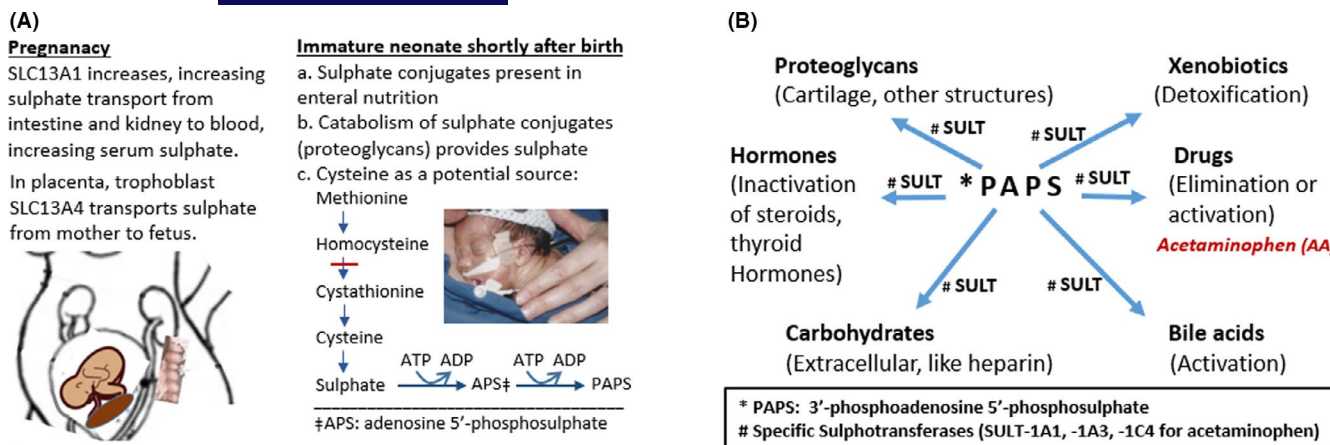 (A)
Pregnanacy
SLC13A1 increases, increasing
sulphate transport from
intestine and kidney to blood,
increasing serum sulphate.
In placenta, trophoblast
SLC13A4 transports sulphate
from mother to fetus.
Immature neonate shortly after birth
a. Sulphate conjugates present in
enteral nutrition
b. Catabolism of sulphate conjugates
(proteoglycans) provides sulphate
c. Cysteine as a potential source:
Methionine
Homocysteine
Cystathionine
Cysteine
ATP ADP ATP ADP
Sulphate APS‡ PAPS
‡APS: adenosine 5’-phosphosulphate
(B)
Proteoglycans
(Cartilage, other structures)
Xenobiotics
(Detoxification)
# SULT
# SULT
Hormones
(Inactivation
of steroids,
thyroid
Hormones)
# SULT
*PAPS
# SULT
Drugs
(Elimination or
activation)
Acetaminophen (AA
# SULT
# SULT
Carbohydrates
(Extracellular, like heparin)
Bile acids
(Activation)
* PAPS: 3’-phosphoadenosine 5’-phosphosulphate
# Specific Sulphotransferases (SULT-1A1, -1A3, -1C4 for acetaminophen)